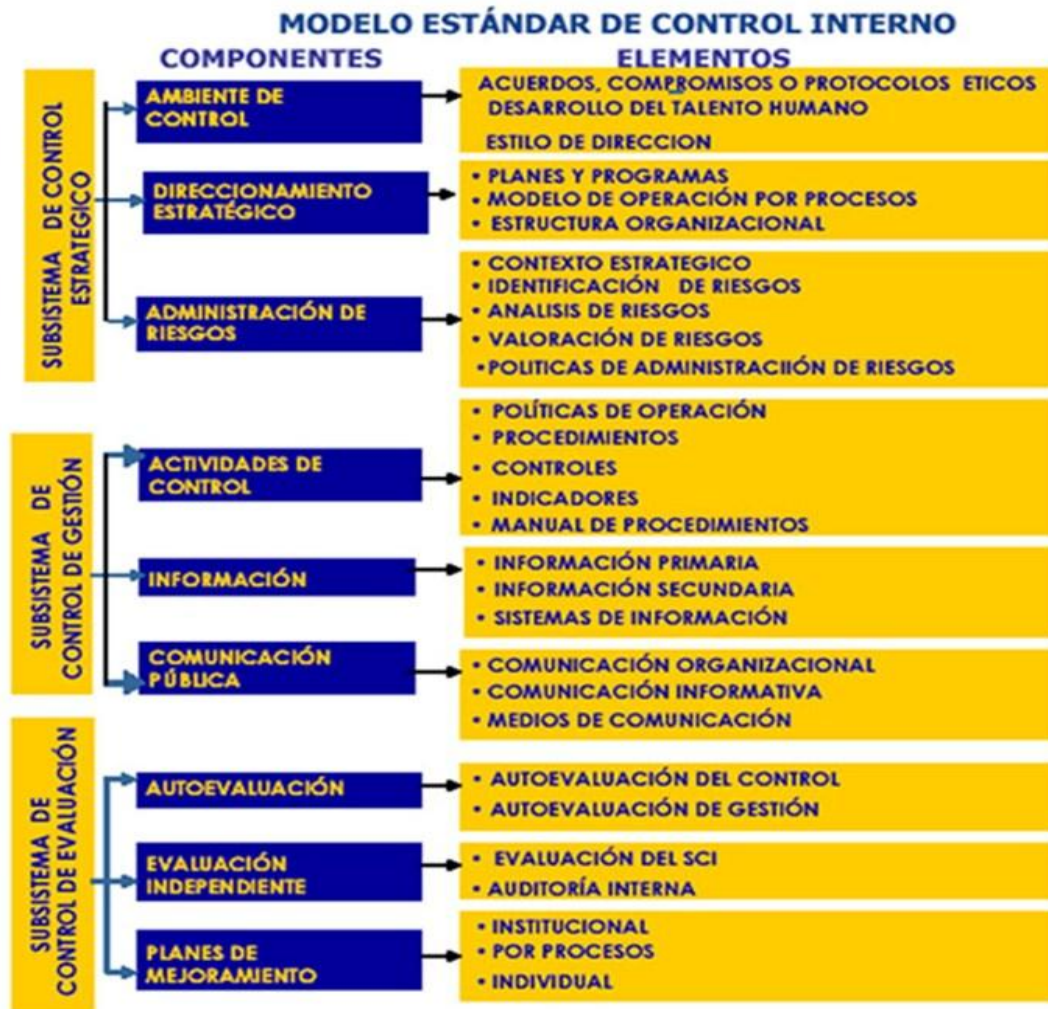 MODELO ESTÁNDAR DE CONTROL INTERNO
COMPONENTES
ELEMENTOS
SUBSISTEMA DE CONTROL
ESTRATEGICO
AMBIENTE DE
CONTROL
ACUERDOS, COMPROMISOS O PROTOCOLOS ETICOS
DESARROLLO DEL TALENTO HUMANO
ESTILO DE DIRECCION
DIRECCIONAMIENTO
ESTRATÉGICO
• PLANES Y PROGRAMAS
• MODELO DE OPERACIÓN POR PROCESOS
• ESTRUCTURA ORGANIZACIONAL
ADMINISTRACIÓN DE
RIESGOS
• CONTEXTO ESTRATEGICO
• IDENTIFICACIÓN DE RIESGOS
• ANALISIS DE RIESGOS
• VALORACIÓN DE RIESGOS
• POLITICAS DE ADMINISTRACIIÓN DE RIESGOS
SUBSISTEMA DE
CONTROL DE GESTIÓN
ACTIVIDADES DE
CONTROL
• POLÍTICAS DE OPERACIÓN
• PROCEDIMIENTOS
• CONTROLES
• INDICADORES
• MANUAL DE PROCEDIMIENTOS
INFORMACIÓN
• INFORMACIÓN PRIMARIA
• INFORMACIÓN SECUNDARIA
• SISTEMAS DE INFORMACIÓN
COMUNICACIÓN
PÚBLICA
• COMUNICACIÓN ORGANIZACIONAL
• COMUNICACIÓN INFORMATIVA
• MEDIOS DE COMUNICACIÓN
SUBSISTEMA DE
CONTROL DE EVALUACIÓN
AUTOEVALUACIÓN
• AUTOEVALUACIÓN DEL CONTROL
• AUTOEVALUACIÓN DE GESTIÓN
EVALUACIÓN
INDEPENDIENTE
• EVALUACIÓN DEL SCI
• AUDITORÍA INTERNA
PLANES DE
MEJORAMIENTO
• INSTITUCIONAL
• POR PROCESOS
• INDIVIDUAL